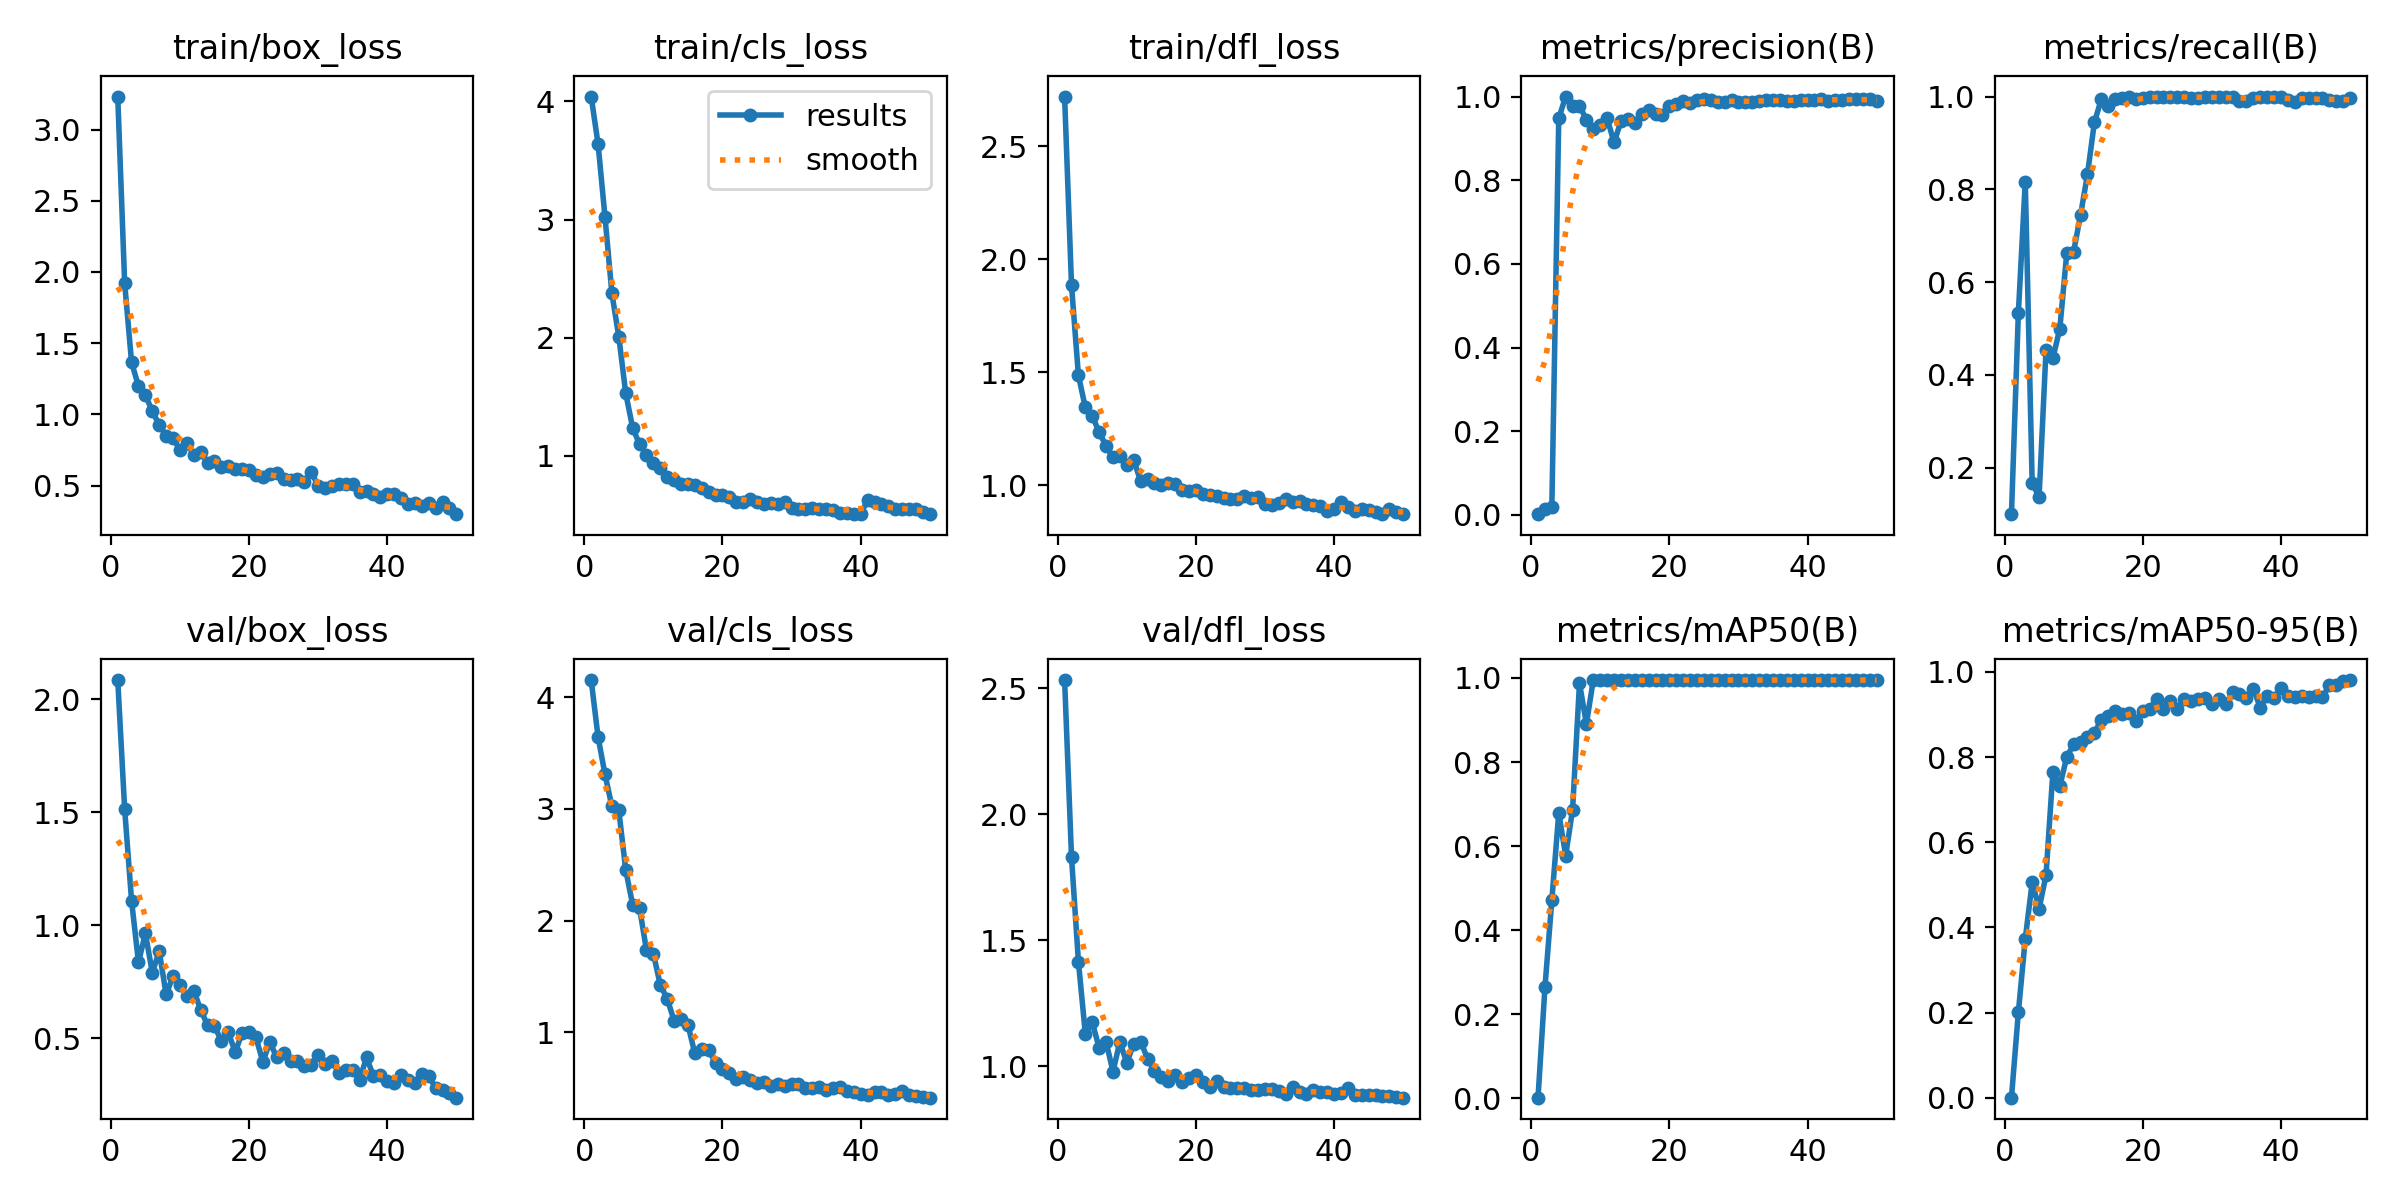 train/box_loss
3.0
2.5
2.0
1.5
1.0
0.5
0 20 40
train/cls_loss
results
smooth
4
3
2
1
0 20 40
train/dfl_loss
2.5
2.0
1.5
1.0
0 20 40
metrics/precision(B)
1.0
0.8
0.6
0.4
0.2
0.0
0 20 40
metrics/recall(B)
1.0
0.8
0.6
0.4
0.2
0 20 40
val/box_loss
2.0
1.5
1.0
0.5
0 20 40
val/cls_loss
4
3
2
1
0 20 40
val/dfl_loss
2.5
2.0
1.5
1.0
0 20 40
metrics/mAP50(B)
1.0
0.8
0.6
0.4
0.2
0.0
0 20 40
metrics/mAP50-95(B)
1.0
0.8
0.6
0.4
0.2
0.0
0 20 40